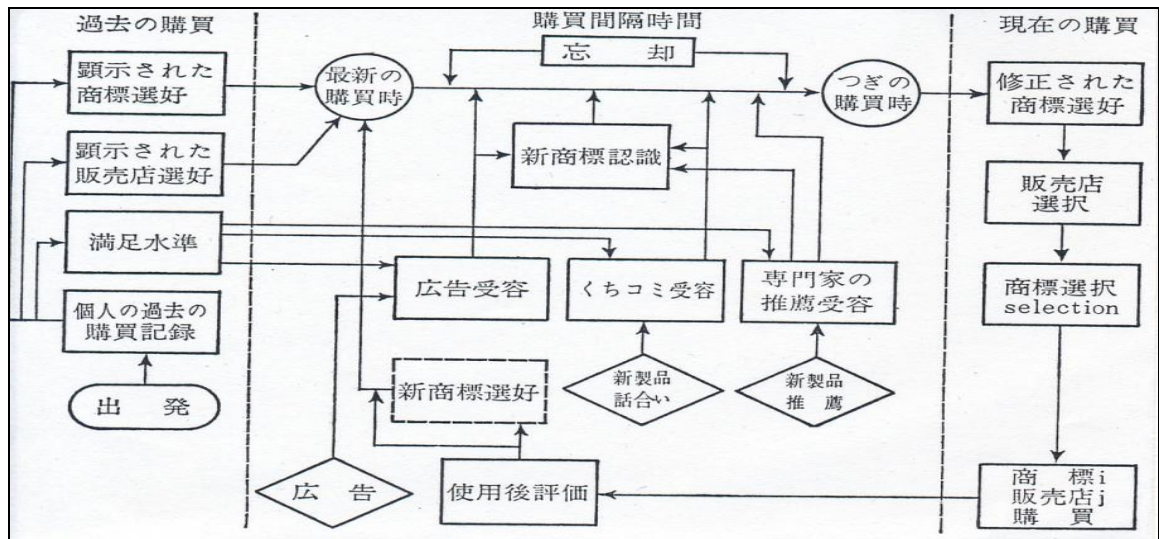 過去の購買
購買間隔時間
現在の購買
顕示された
商標選好
顕示された
販売店選好
満足水準
個人の過去の
購買記録
出 発
最新の
購買時
忘 却
つぎの
購買時
新商標認識
広告受容
くちコミ受容
専門家の
推薦受容
新商標選好
新製品
話合い
新製品
推 薦
広 告
使用後評価
修正された
商標選好
販売店
選択
商標選択
selection
商 標i
販売店j
購 買